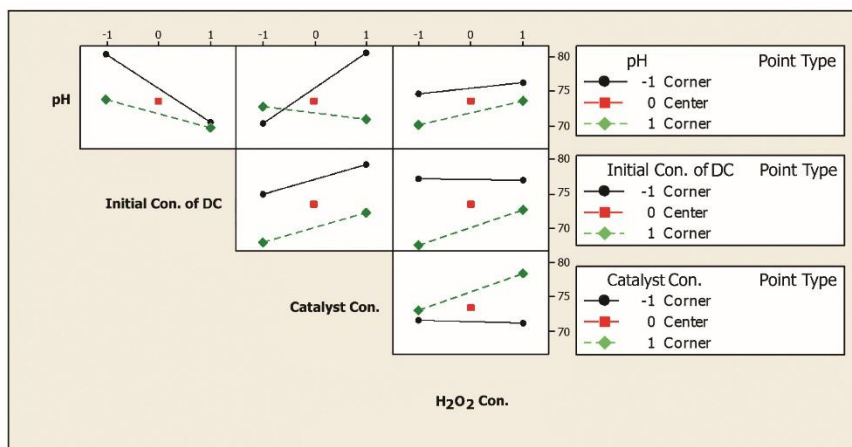 -1 0 1 -1 0 1 -1 0 1
pH
80
75
70
pH Point Type
-1 Corner
0 Center
1 Corner
Initial Con. of DC
80
75
70
Initial Con. of DC Point Type
-1 Corner
0 Center
1 Corner
Catalyst Con.
80
75
70
Catalyst Con. Point Type
-1 Corner
0 Center
1 Corner
H₂O₂ Con.